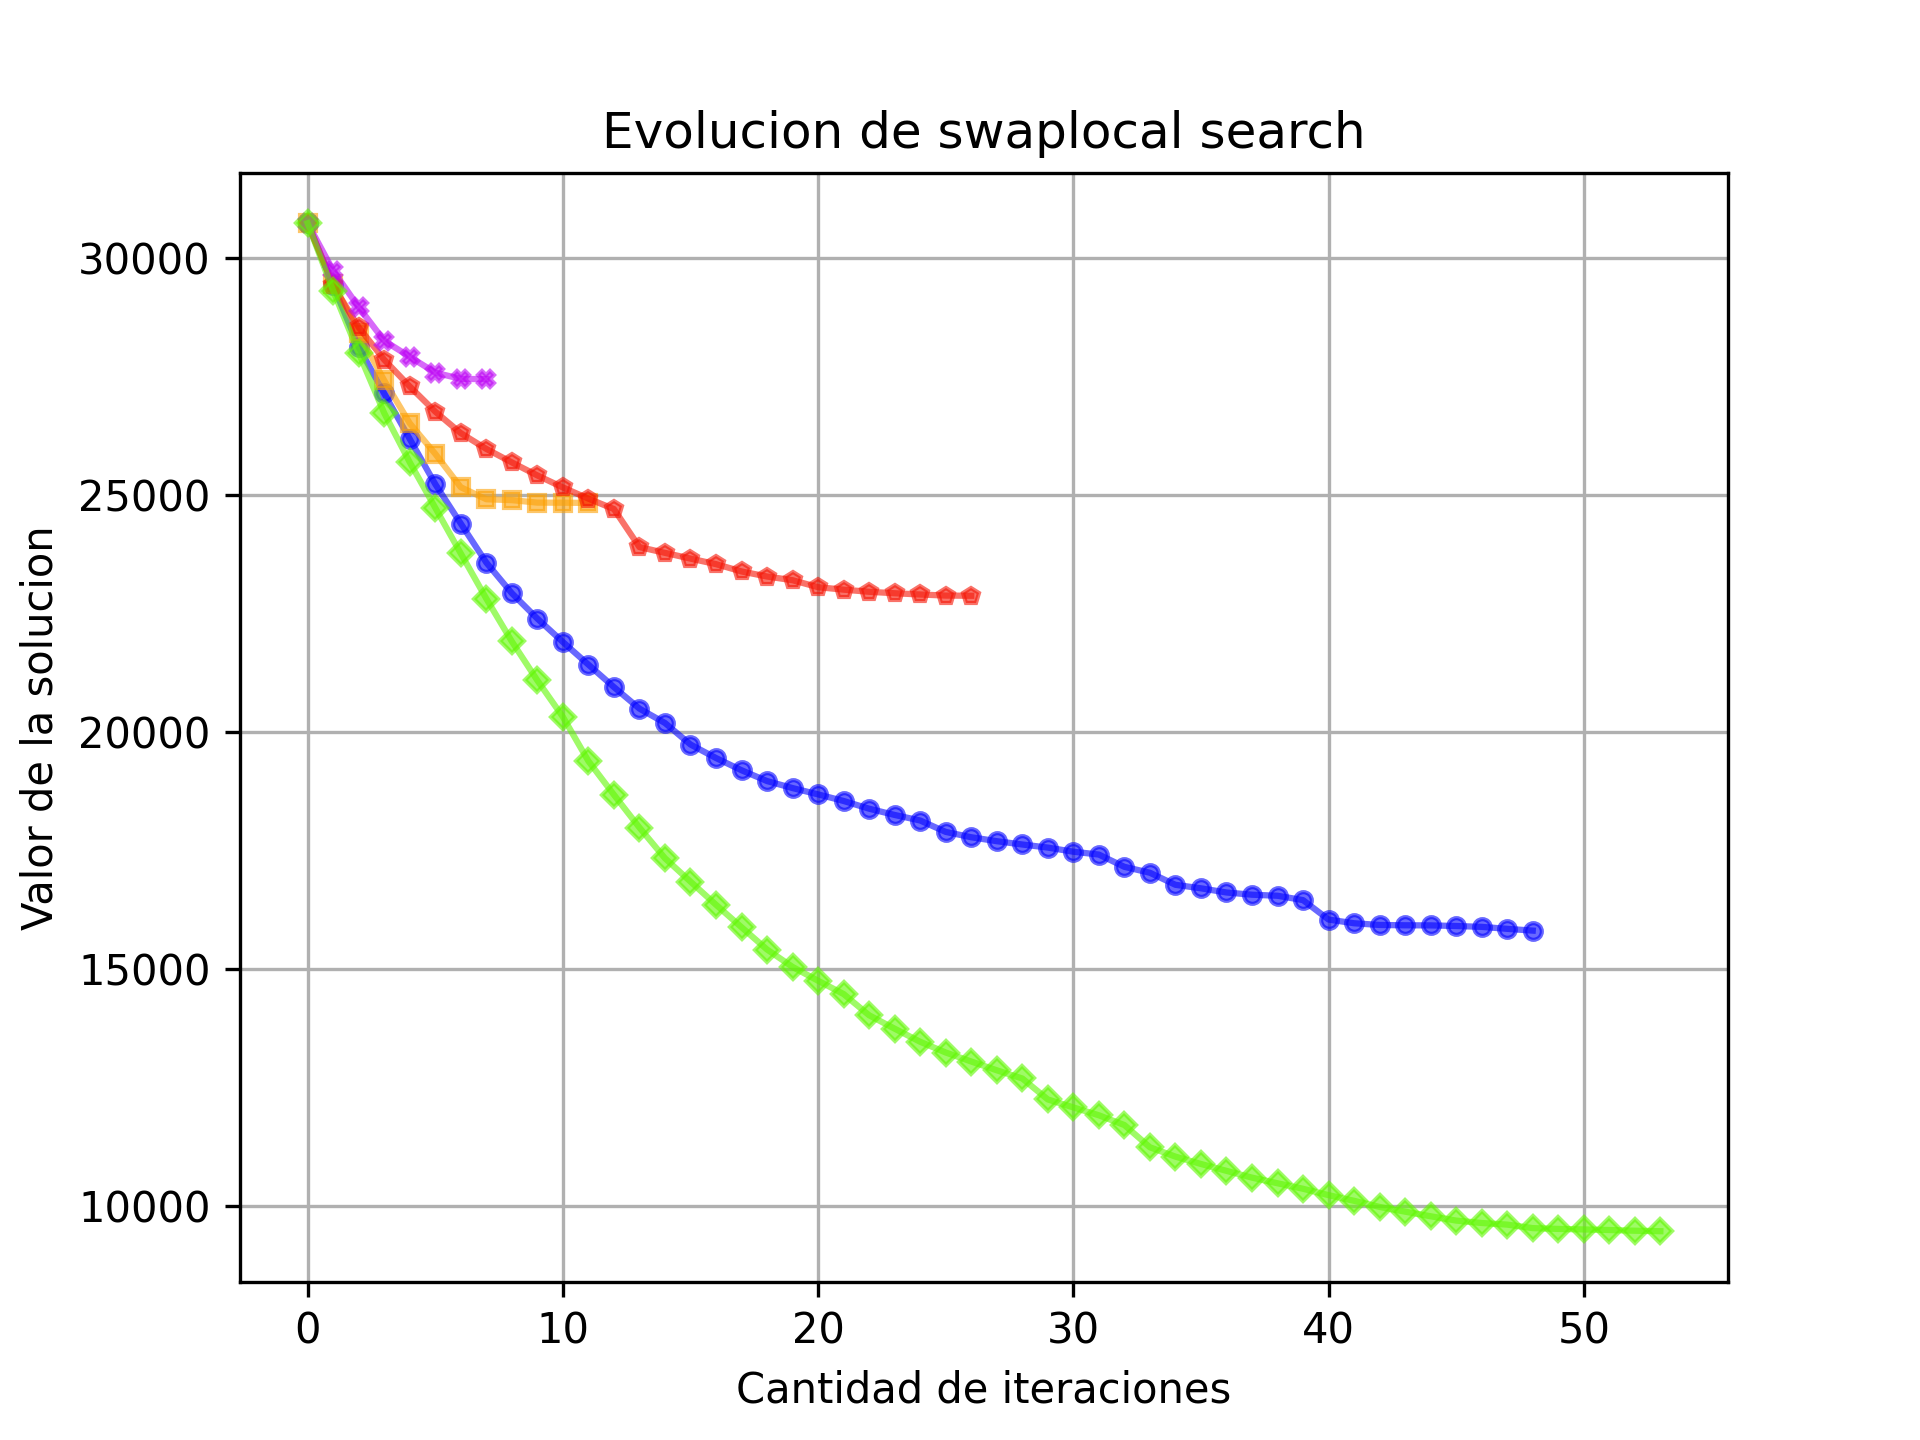 Evolucion de swaplocal search
Valor de la solucion
30000
25000
20000
15000
10000
0 10 20 30 40 50
Cantidad de iteraciones